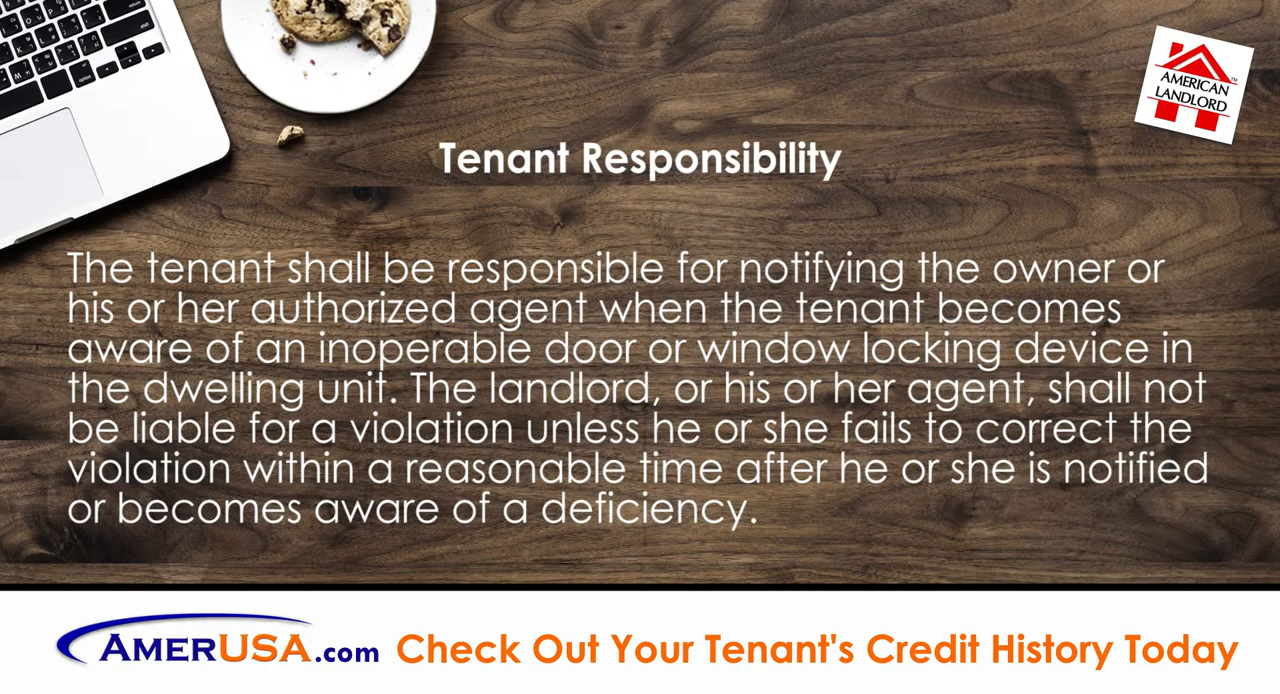 AMERICAN
LANDLORD
Tenant Responsibility
The tenant shall be responsible for notifying the owner or
his or her authorized agent when the tenant becomes
aware of an inoperable door or window locking device in
the dwelling unit. The landlord, or his or her agent, shall not
be liable for a violation unless he or she fails to correct the
violation within a reasonable time after he or she is notified
or becomes aware of a deficiency.
AMERUSA.com Check Out Your Tenant's Credit History Today